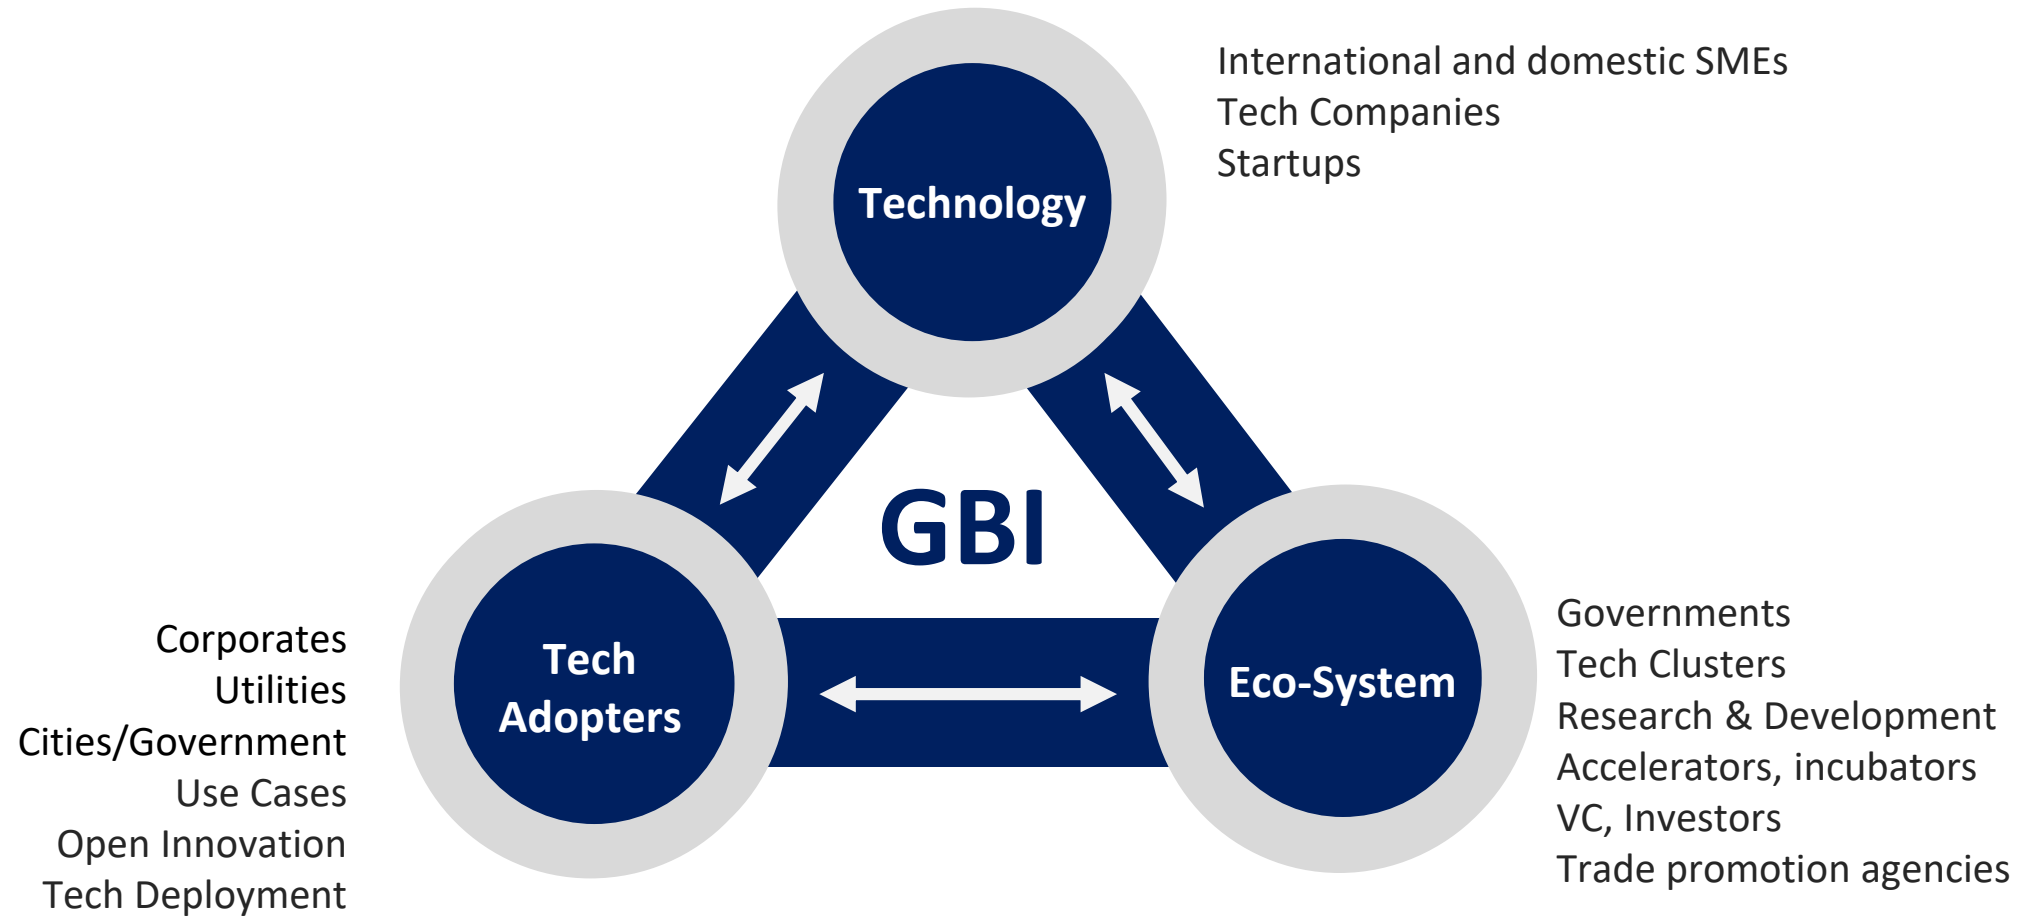 International and domestic SMEs
Tech Companies
Startups
Technology
GBI
Tech
Adopters
Eco-System
Corporates
Utilities
Cities/Government
Use Cases
Open Innovation
Tech Deployment
Governments
Tech Clusters
Research & Development
Accelerators, incubators
VC, Investors
Trade promotion agencies